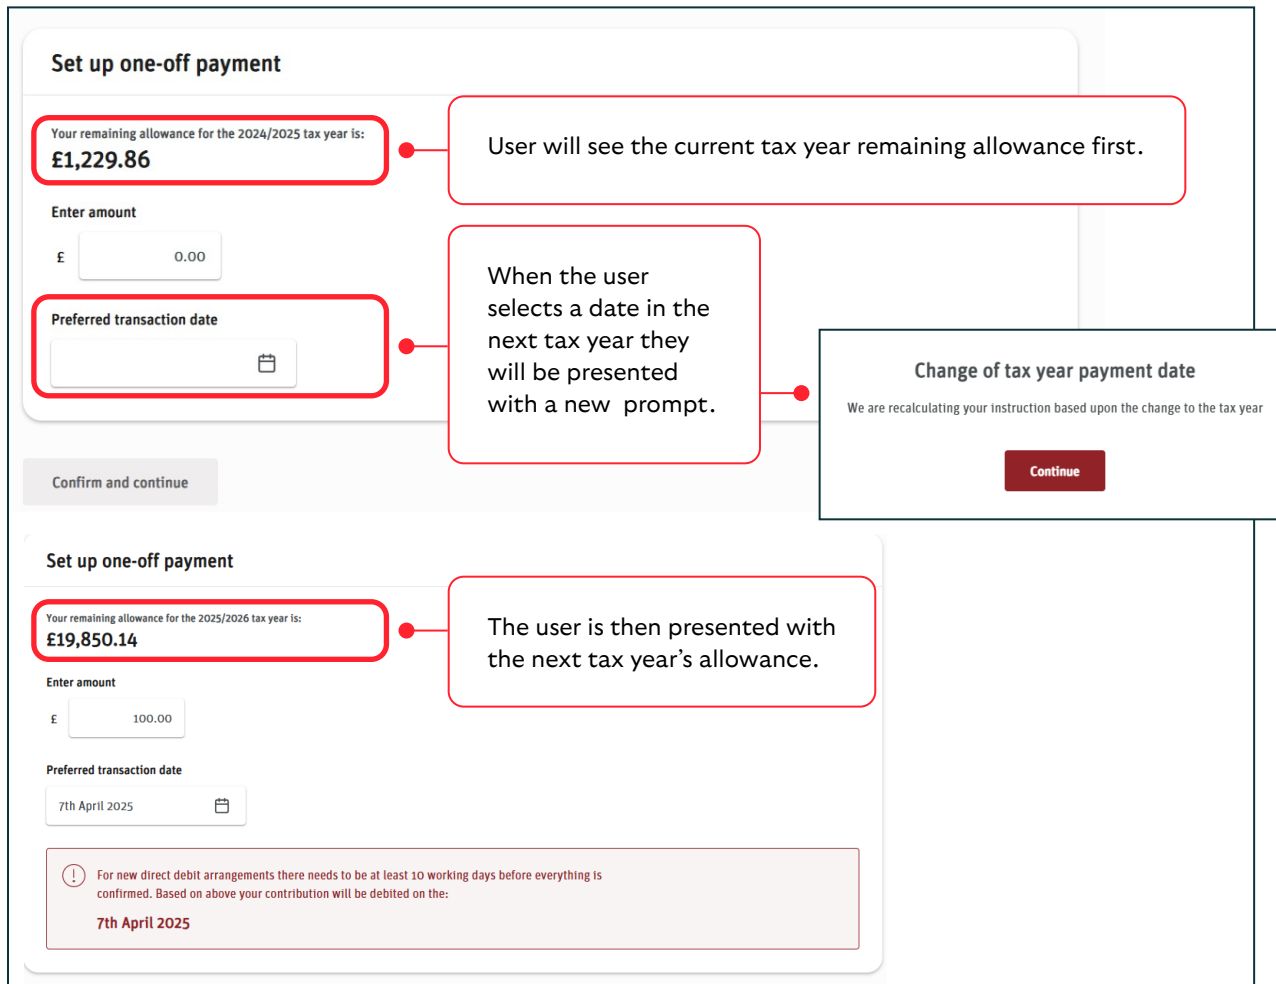 Set up one-off payment
Your remaining allowance for the 2024/2025 tax year is:
£1,229.86
User will see the current tax year remaining allowance first.
Enter amount
£ 0.00
Preferred transaction date
When the user
selects a date in the
next tax year they
will be presented
with a new prompt.
Change of tax year payment date
We are recalculating your instruction based upon the change to the tax year
Continue
Confirm and continue
Set up one-off payment
Your remaining allowance for the 2025/2026 tax year is:
£19,850.14
The user is then presented with
the next tax year’s allowance.
Enter amount
£ 100.00
Preferred transaction date
7th April 2025
For new direct debit arrangements there needs to be at least 10 working days before everything is
confirmed. Based on above your contribution will be debited on the:
7th April 2025